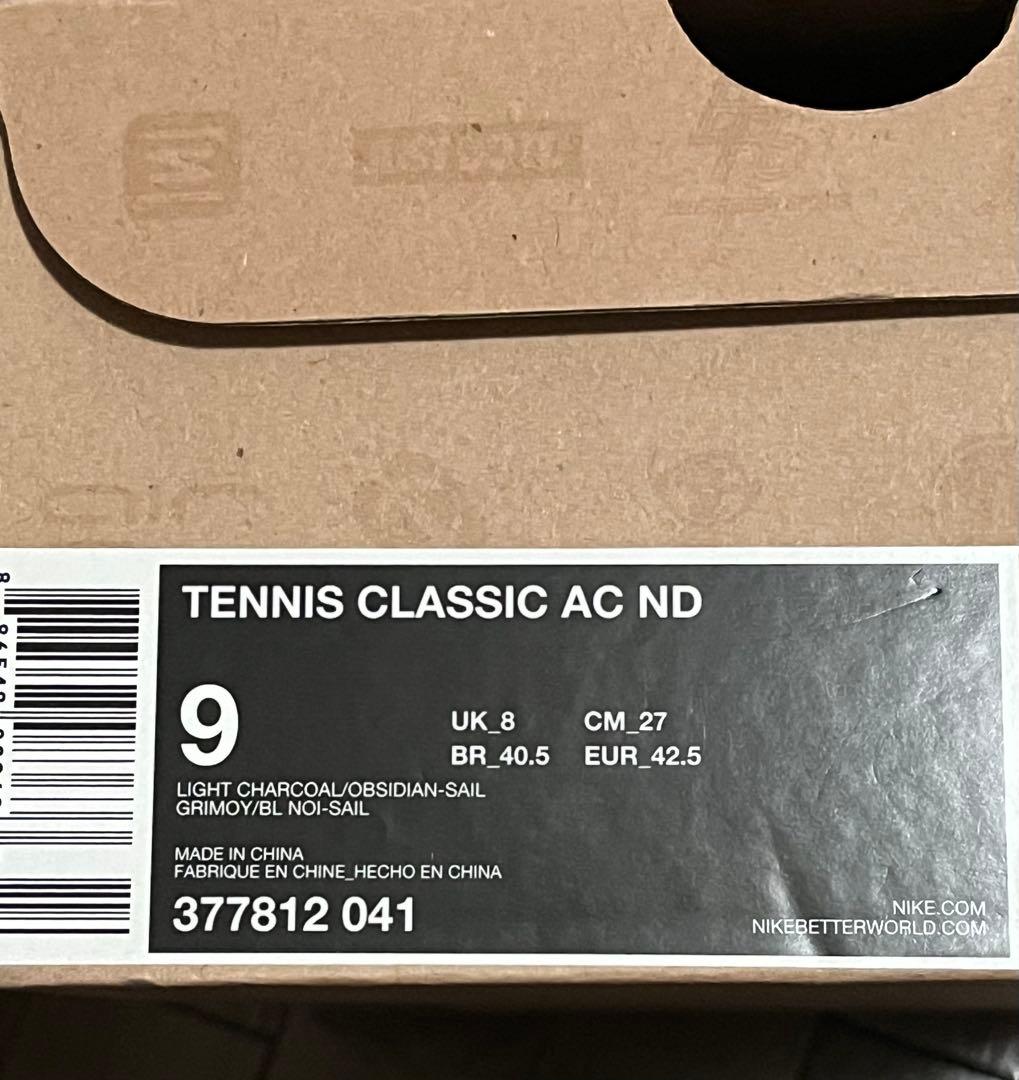 TENNIS CLASSIC AC ND
9
UK_8 CM_27
BR_40.5 EUR_42.5
LIGHT CHARCOAL/OBSIDIAN-SAIL
GRIMOY/BL NOI-SAIL
MADE IN CHINA
FABRIQUE EN CHINE_HECHO EN CHINA
377812 041
NIKE.COM
NIKEBETTERWORLD.COM